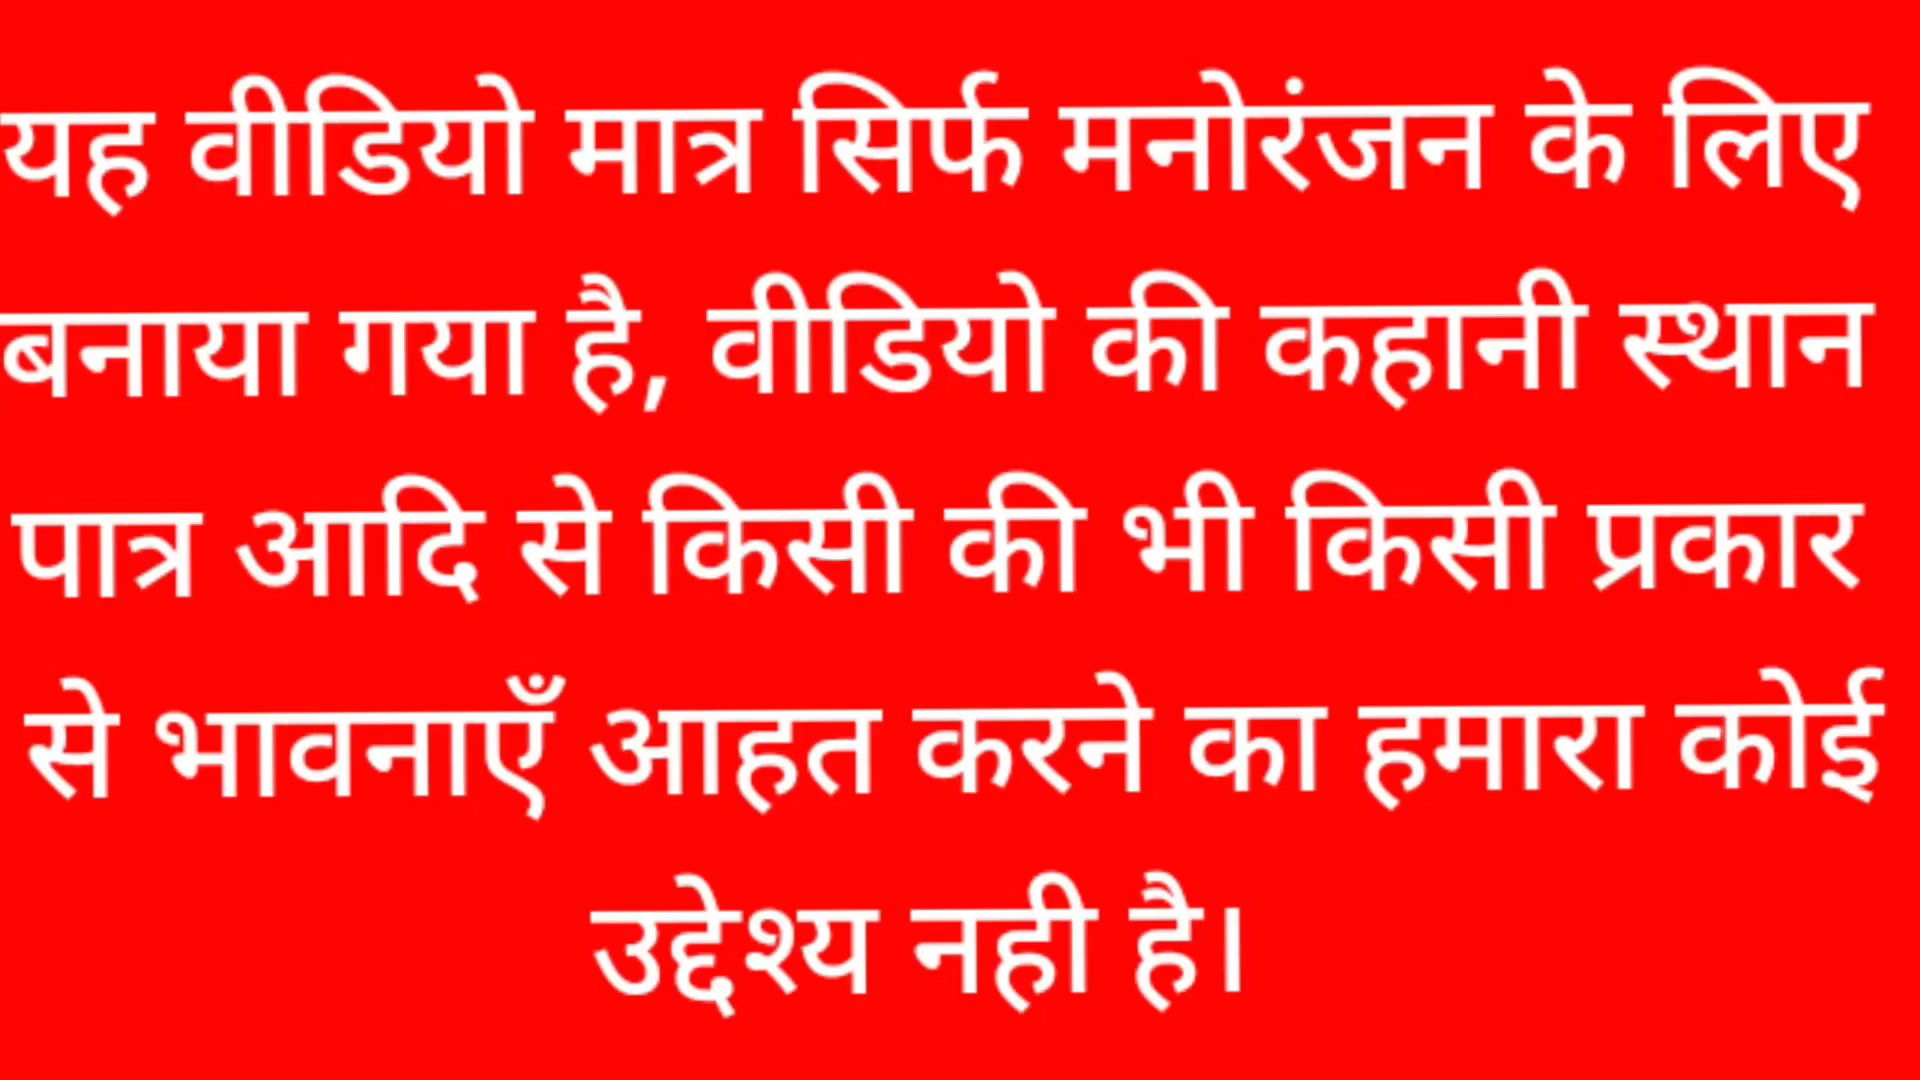 यह वीडियो मात्र सिर्फ मनोरंजन के लिए
बनाया गया है, वीडियो की कहानी स्थान
पात्र आदि से किसी की भी किसी प्रकार
से भावनाएँ आहत करने का हमारा कोई
उद्देश्य नही है।